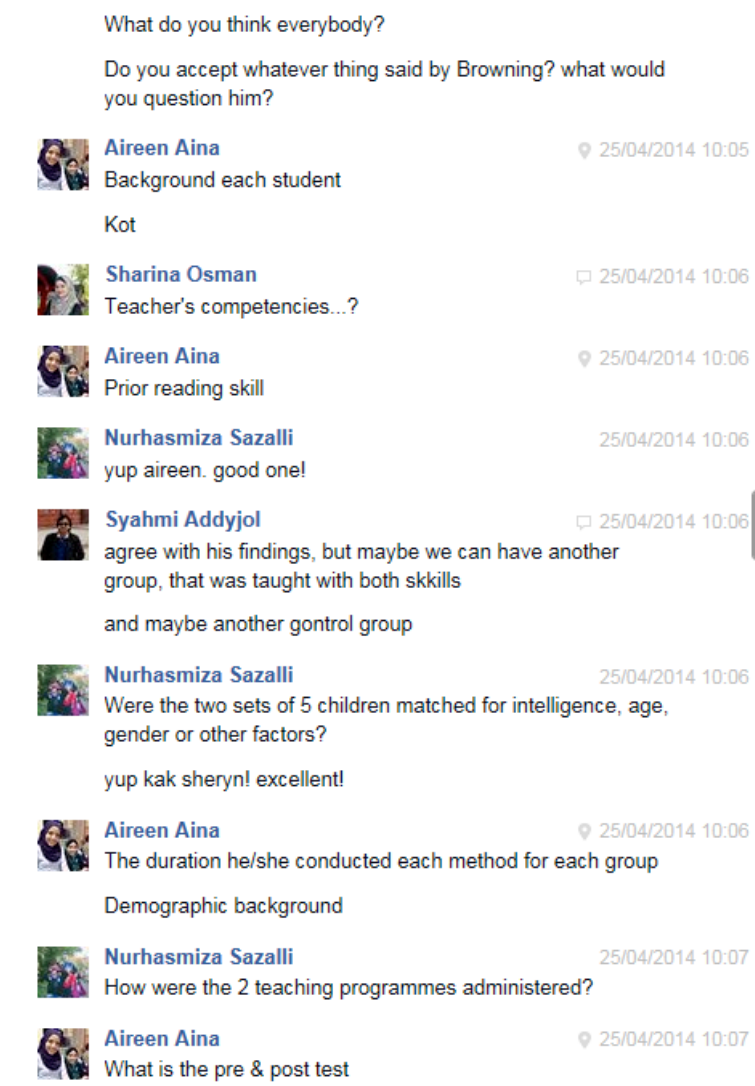 What do you think everybody?
Do you accept whatever thing said by Browning? what would
you question him?
Aireen Aina 25/04/2014 10:05
Background each student
Kot
Sharina Osman 25/04/2014 10:06
Teacher's competencies...?
Aireen Aina 25/04/2014 10:06
Prior reading skill
Nurhasmiza Sazalli 25/04/2014 10:06
yup aireen. good one!
Syahmi Addyjol 25/04/2014 10:06
agree with his findings, but maybe we can have another
group, that was taught with both skkills
and maybe another gontrol group
Nurhasmiza Sazalli 25/04/2014 10:06
Were the two sets of 5 children matched for intelligence, age,
gender or other factors?
yup kak sheryn! excellent!
Aireen Aina 25/04/2014 10:06
The duration he/she conducted each method for each group
Demographic background
Nurhasmiza Sazalli 25/04/2014 10:07
How were the 2 teaching programmes administered?
Aireen Aina 25/04/2014 10:07
What is the pre & post test